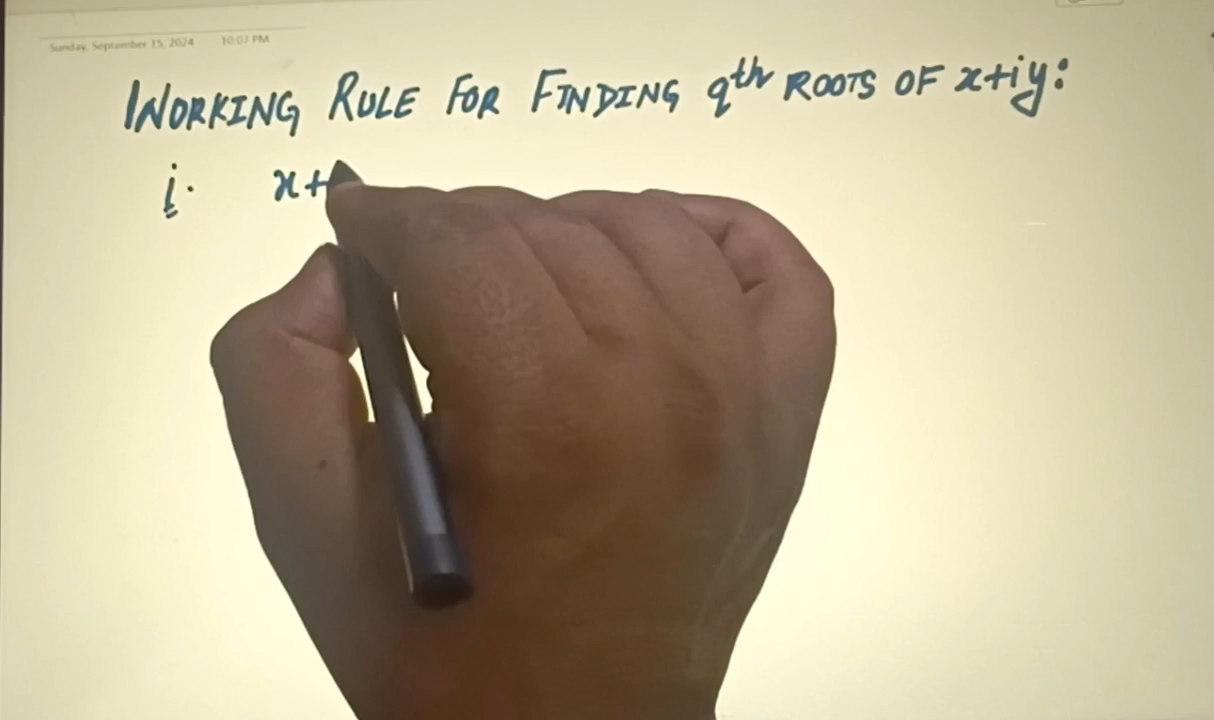 Sunday, September 15, 2024 10:07 PM
WORKING RULE FOR FINDING qth ROOTS OF x+iy:
i. x+